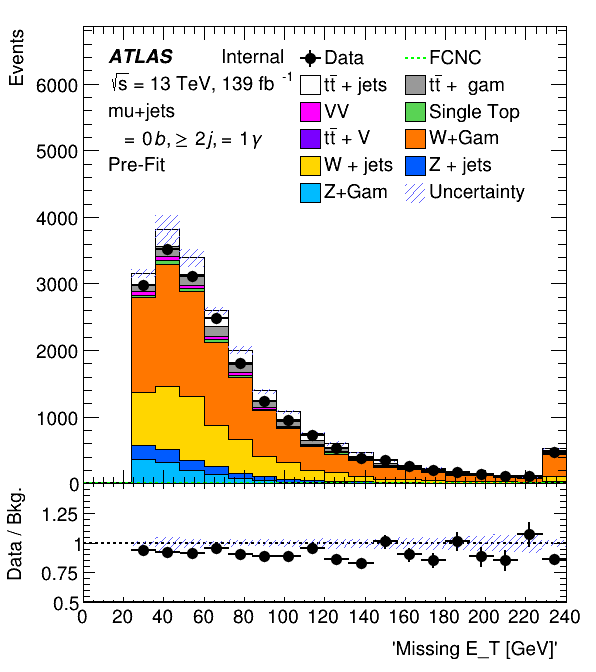 Events
ATLAS Internal
√s = 13 TeV, 139 fb⁻¹
mu+jets
= 0b, ≥ 2j, = 1γ
Pre-Fit
Data
FCNC
tt̄ + jets
tt̄ + gam
VV
Single Top
tt̄ + V
W+Gam
W + jets
Z + jets
Z+Gam
Uncertainty
6000
5000
4000
3000
2000
1000
0
Data / Bkg.
1.25
1
0.75
0.5
0 20 40 60 80 100 120 140 160 180 200 220 240
'Missing E_T [GeV]'